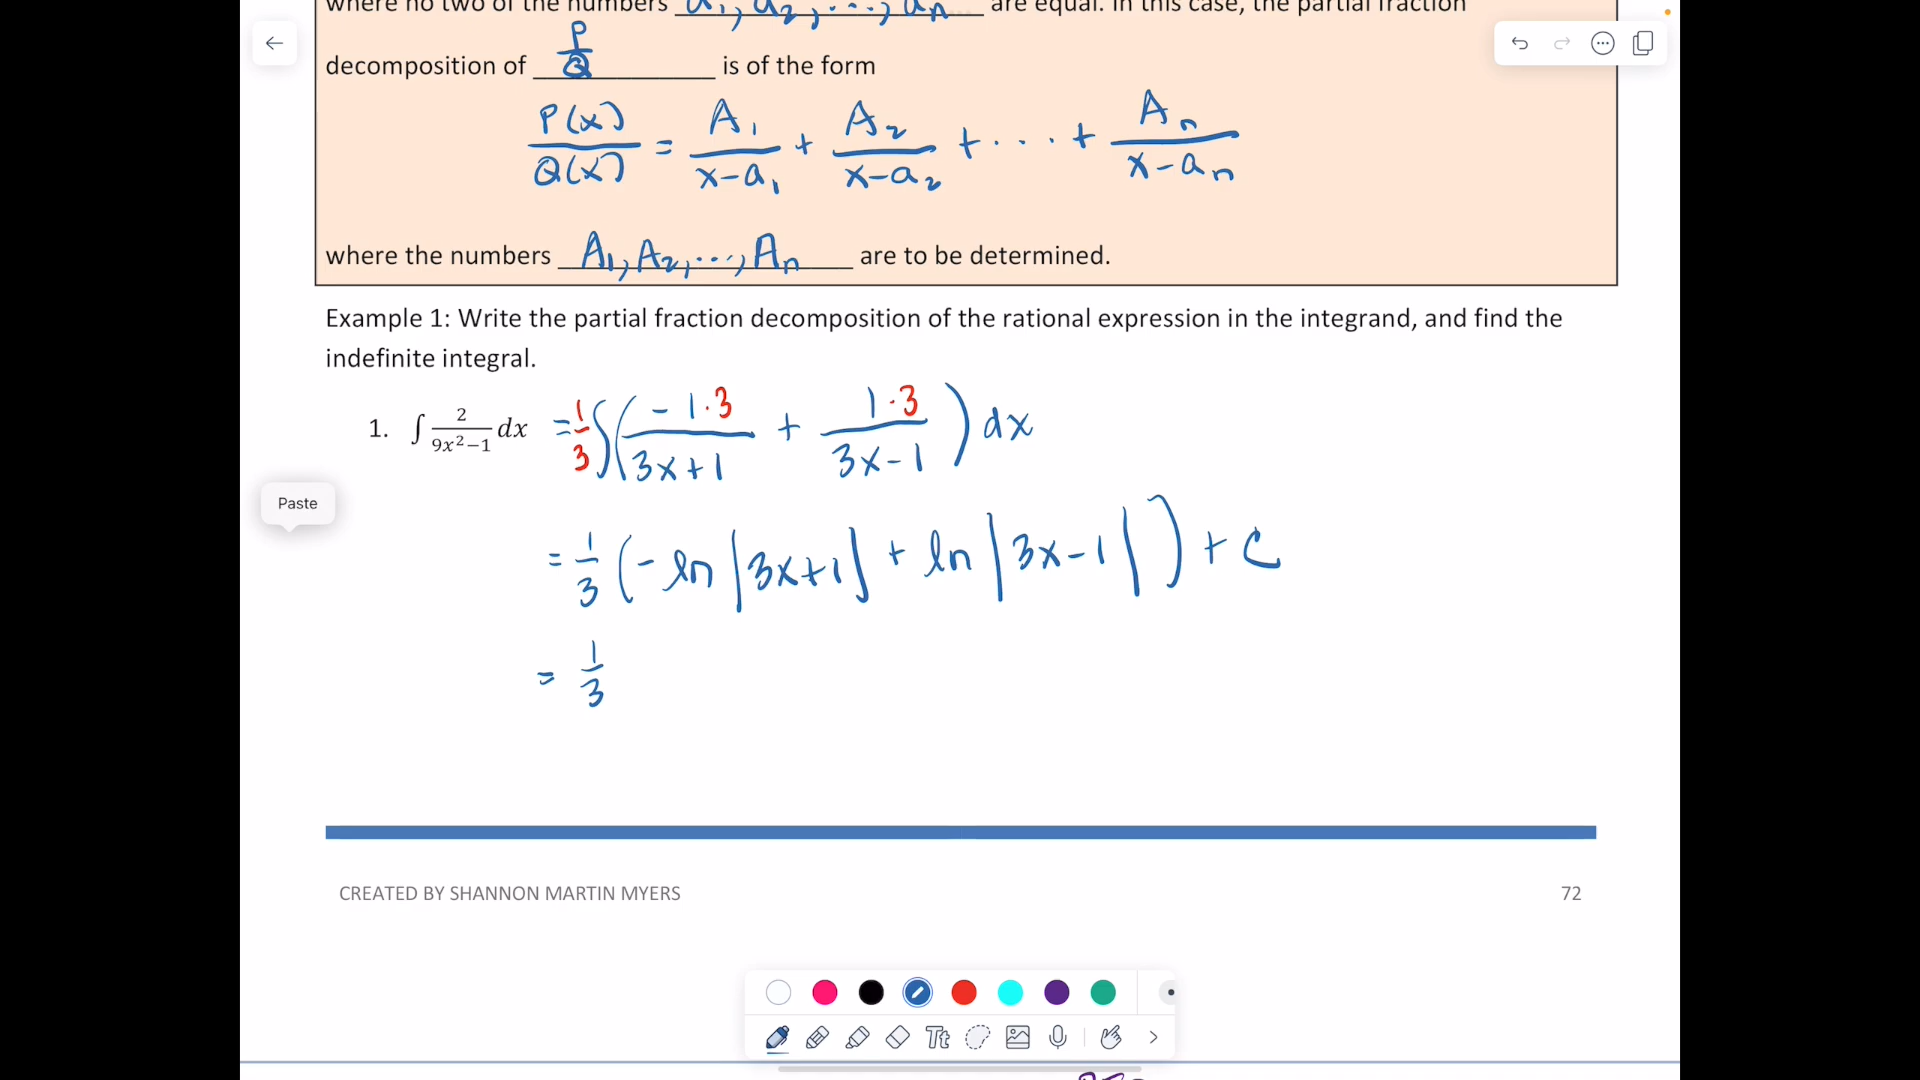 where no two of the numbers a₁, a₂, ..., aₙ are equal. In this case, the partial fraction
decomposition of P/Q is of the form
P(x)/Q(x) = A₁/(x-a₁) + A₂/(x-a₂) + ... + Aₙ/(x-aₙ)
where the numbers A₁, A₂, ..., Aₙ are to be determined.
Example 1: Write the partial fraction decomposition of the rational expression in the integrand, and find the
indefinite integral.
1. ∫ 2/(9x²−1) dx = 1/3 ∫ ( -1·3/(3x+1) + 1·3/(3x-1) ) dx
Paste
= 1/3 ( - ln |3x+1| + ln |3x-1| ) + C
= 1/3
CREATED BY SHANNON MARTIN MYERS 72
Tt